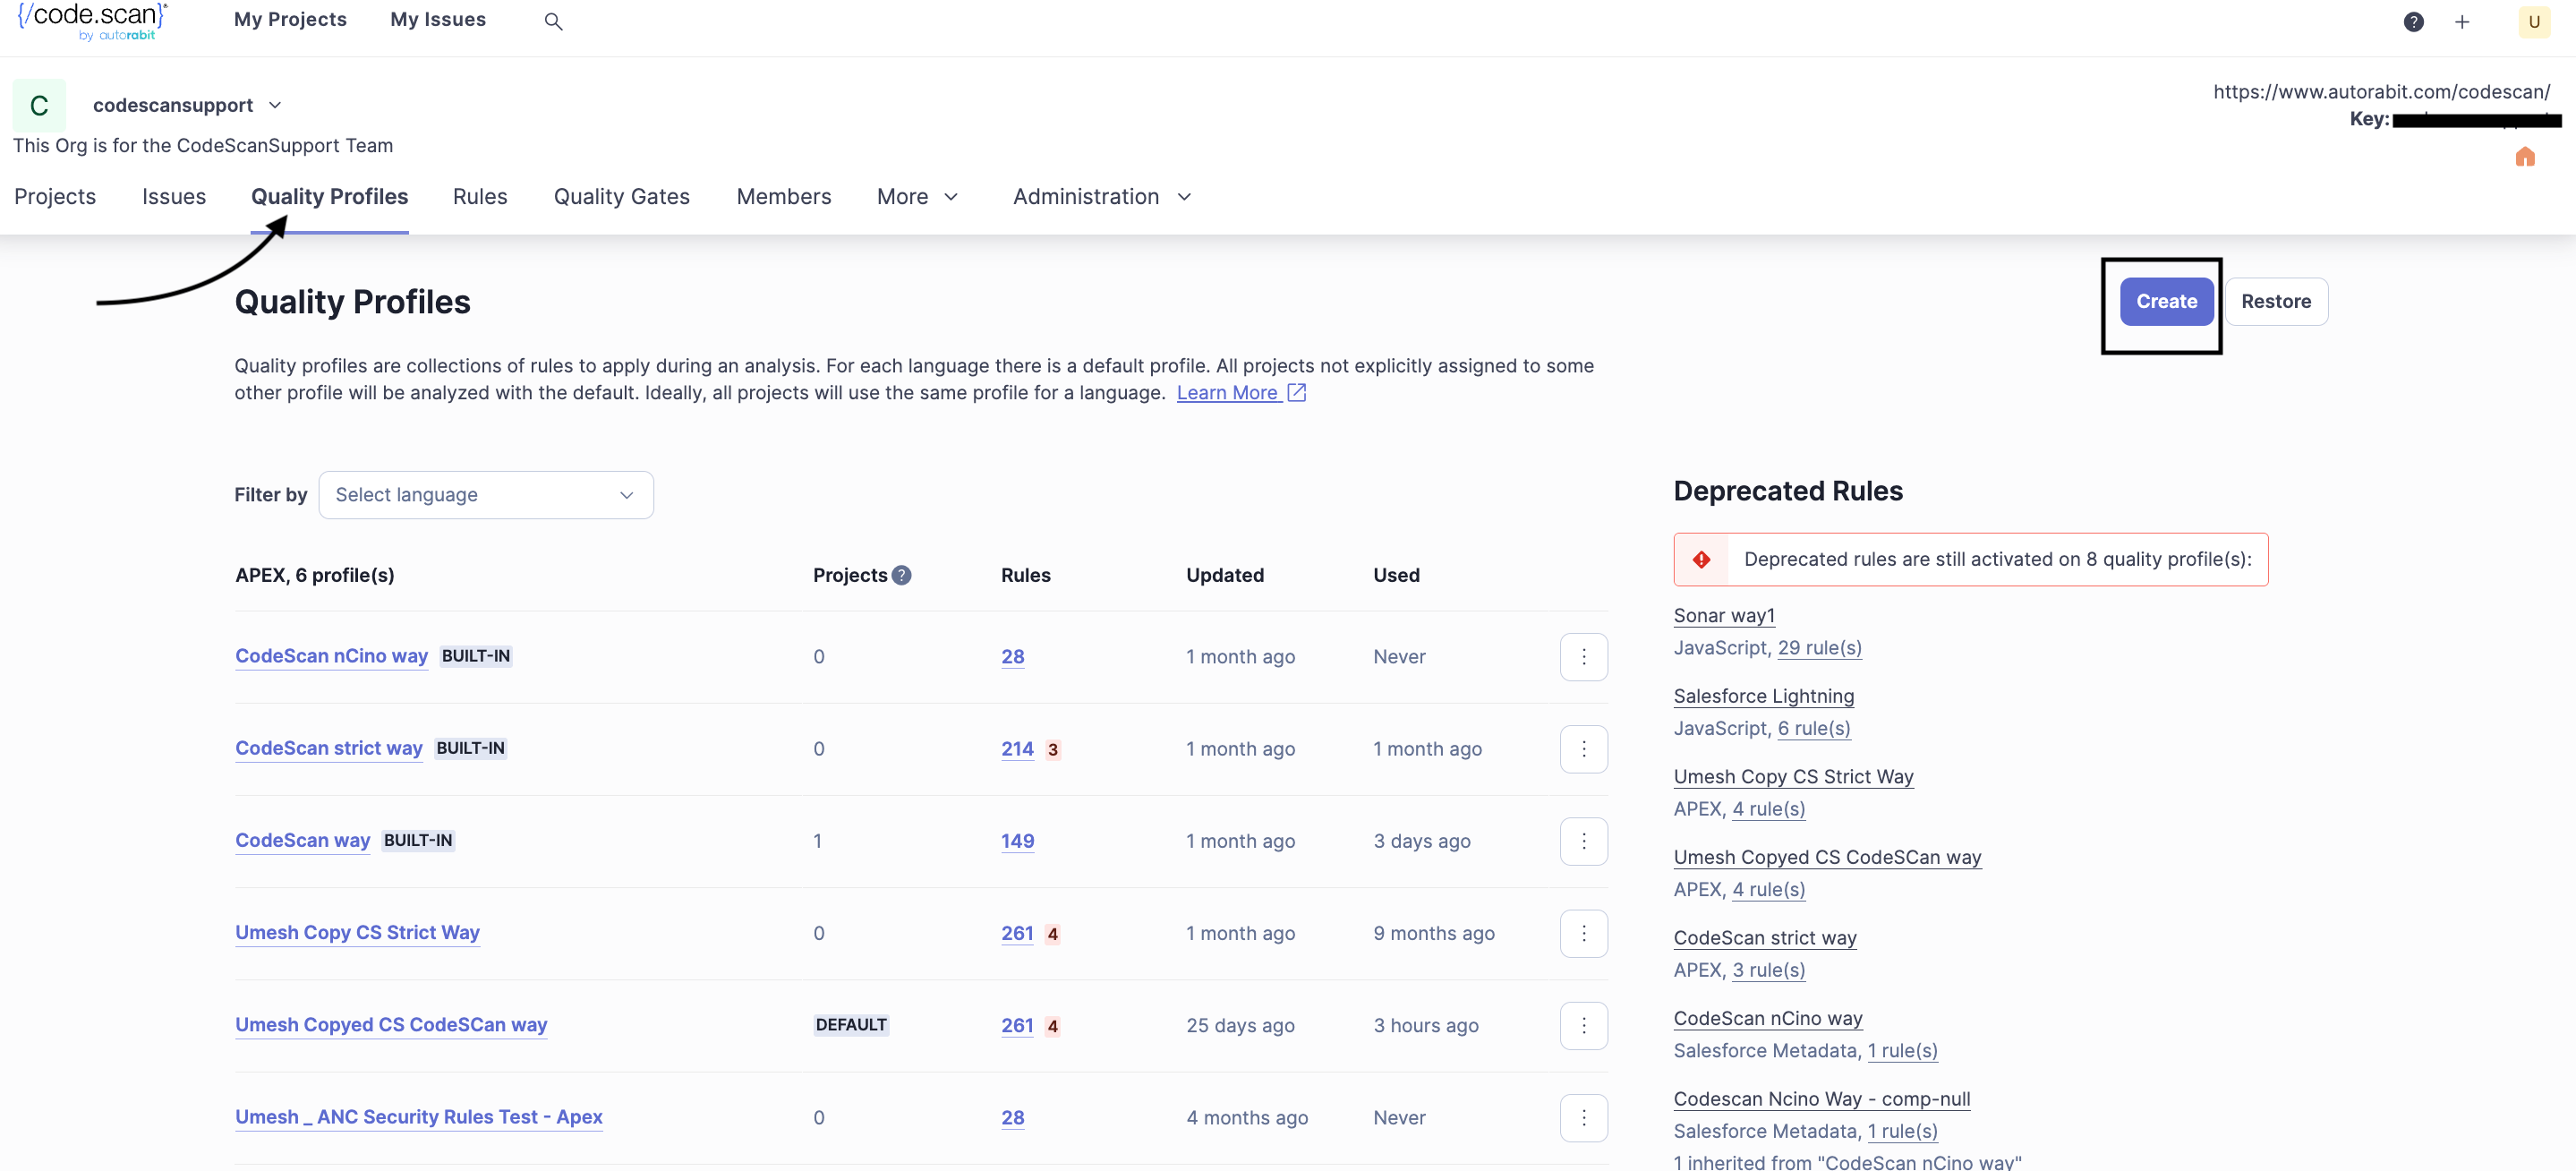 {/code.scan}
by autorabit
My Projects My Issues
? + U
C codescansupport
This Org is for the CodeScanSupport Team
https://www.autorabit.com/codescan/
Key:
Projects Issues Quality Profiles Rules Quality Gates Members More Administration
Quality Profiles
Create Restore
Quality profiles are collections of rules to apply during an analysis. For each language there is a default profile. All projects not explicitly assigned to some
other profile will be analyzed with the default. Ideally, all projects will use the same profile for a language. Learn More
Filter by Select language
APEX, 6 profile(s) Projects ? Rules Updated Used
CodeScan nCino way BUILT-IN 0 28 1 month ago Never
CodeScan strict way BUILT-IN 0 214 3 1 month ago 1 month ago
CodeScan way BUILT-IN 1 149 1 month ago 3 days ago
Umesh Copy CS Strict Way 0 261 4 1 month ago 9 months ago
Umesh Copyed CS CodeSCan way DEFAULT 261 4 25 days ago 3 hours ago
Umesh _ ANC Security Rules Test - Apex 0 28 4 months ago Never
Deprecated Rules
Deprecated rules are still activated on 8 quality profile(s):
Sonar way1
JavaScript, 29 rule(s)
Salesforce Lightning
JavaScript, 6 rule(s)
Umesh Copy CS Strict Way
APEX, 4 rule(s)
Umesh Copyed CS CodeSCan way
APEX, 4 rule(s)
CodeScan strict way
APEX, 3 rule(s)
CodeScan nCino way
Salesforce Metadata, 1 rule(s)
Codescan Ncino Way - comp-null
Salesforce Metadata, 1 rule(s)
1 inherited from "CodeScan nCino way"